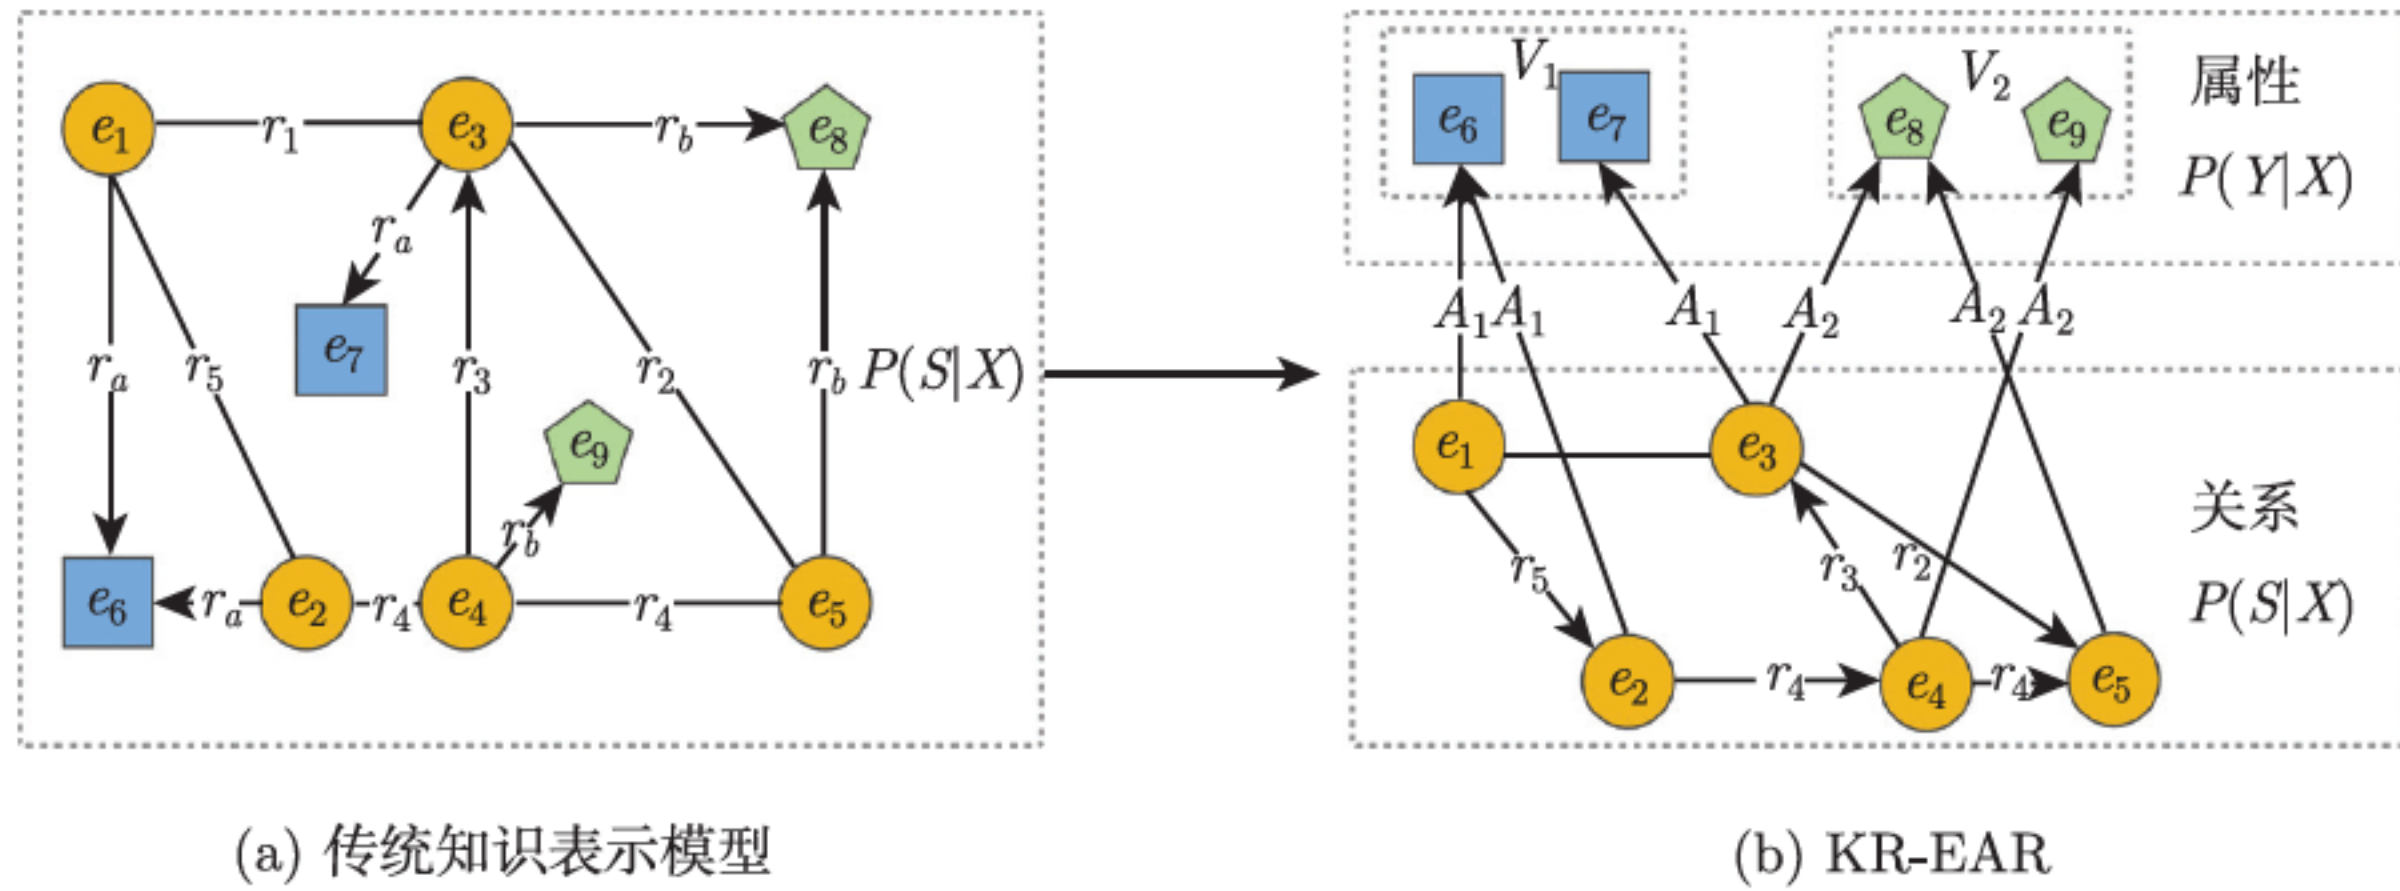 e1 r1 e3 rb e8
ra
e7
ra r5 r3 r2 rb P(S|X)
e9
rb
e6 ra e2 r4 e4 r4 e5
(a) 传统知识表示模型
V1 V2 属性
e6 e7 e8 e9
P(Y|X)
A1 A1 A1 A2 A2 A2
e1 e3
关系
r5 r3 r2
P(S|X)
e2 r4 e4 r4 e5
(b) KR-EAR